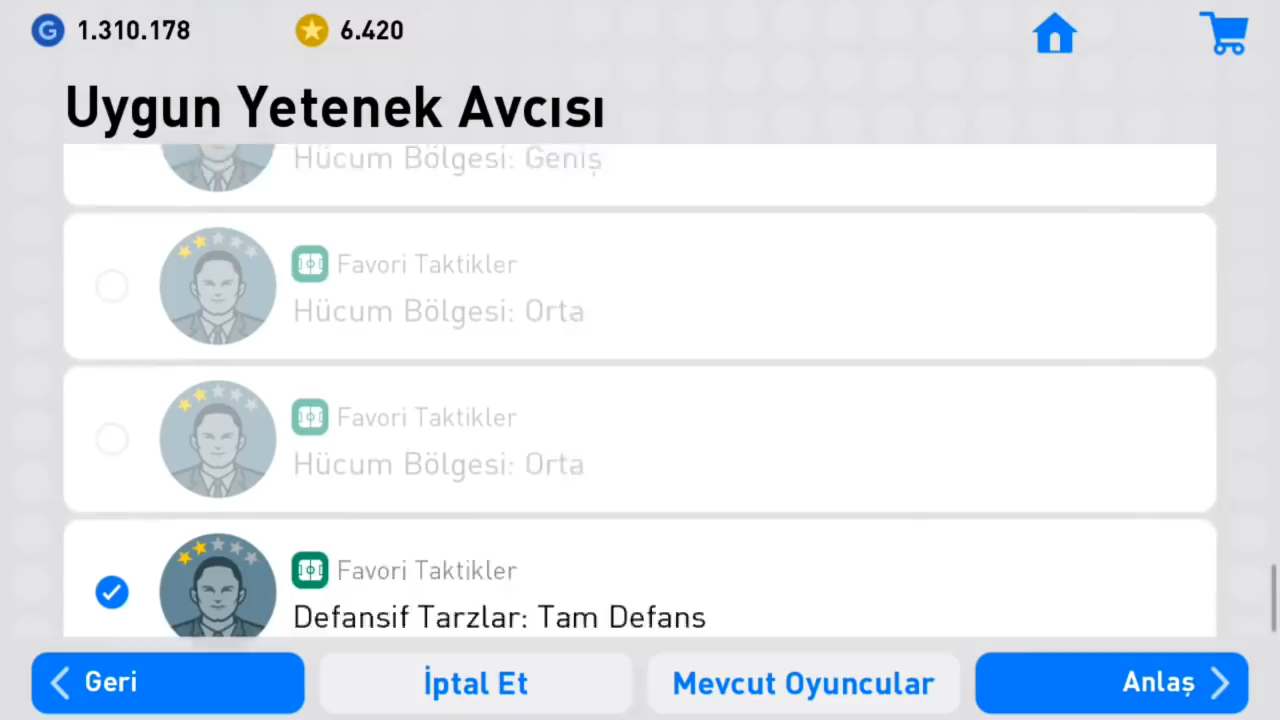 G 1.310.178 6.420
Uygun Yetenek Avcısı
Hücum Bölgesi: Geniş
Favori Taktikler
Hücum Bölgesi: Orta
Favori Taktikler
Hücum Bölgesi: Orta
Favori Taktikler
Defansif Tarzlar: Tam Defans
Geri İptal Et Mevcut Oyuncular Anlaş